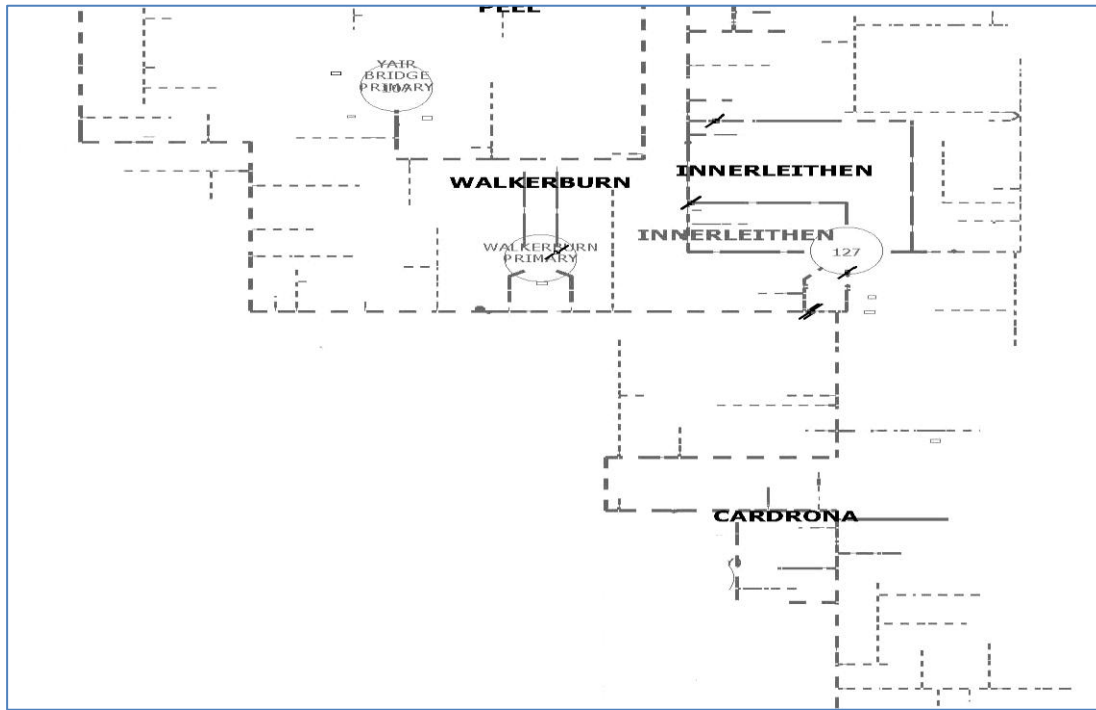 PEEL
YAIR
BRIDGE
PRIMARY
WALKERBURN
INNERLEITHEN
INNERLEITHEN
WALKERBURN
PRIMARY
127
CARDRONA